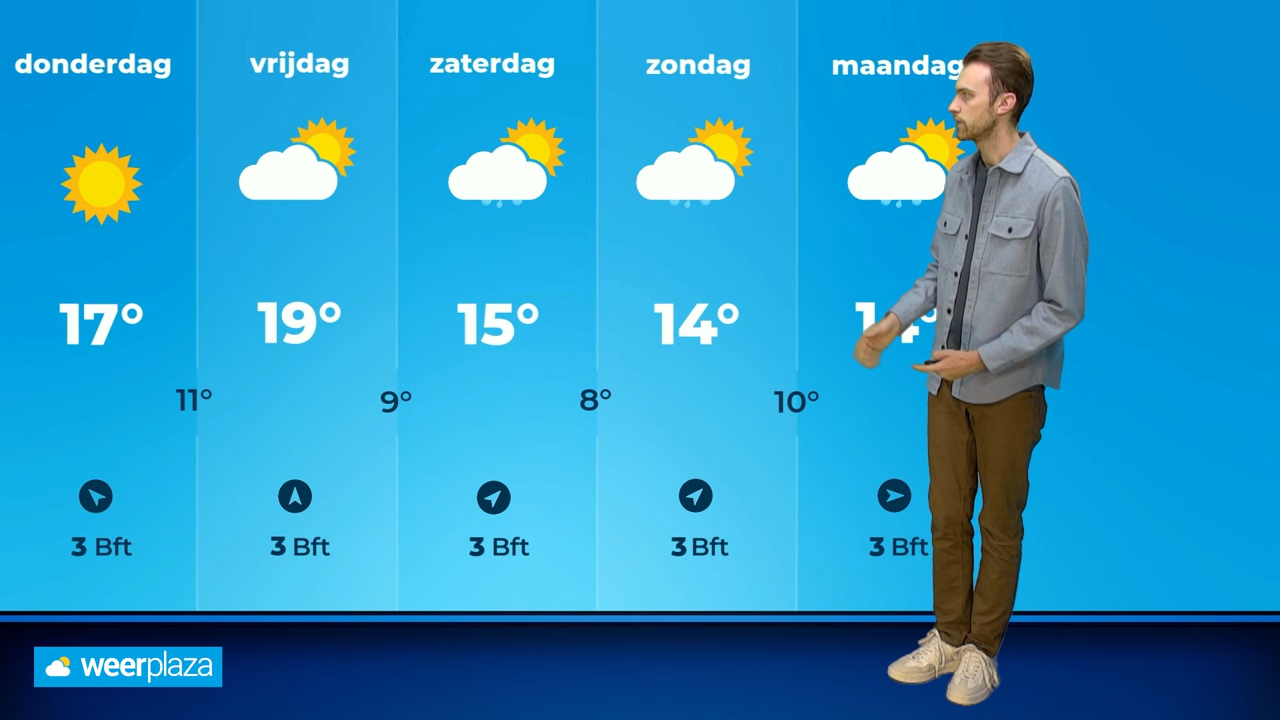 donderdag vrijdag zaterdag zondag maandag
17° 19° 15° 14° 14°
11° 9° 8° 10°
3 Bft 3 Bft 3 Bft 3 Bft 3 Bft
weerplaza